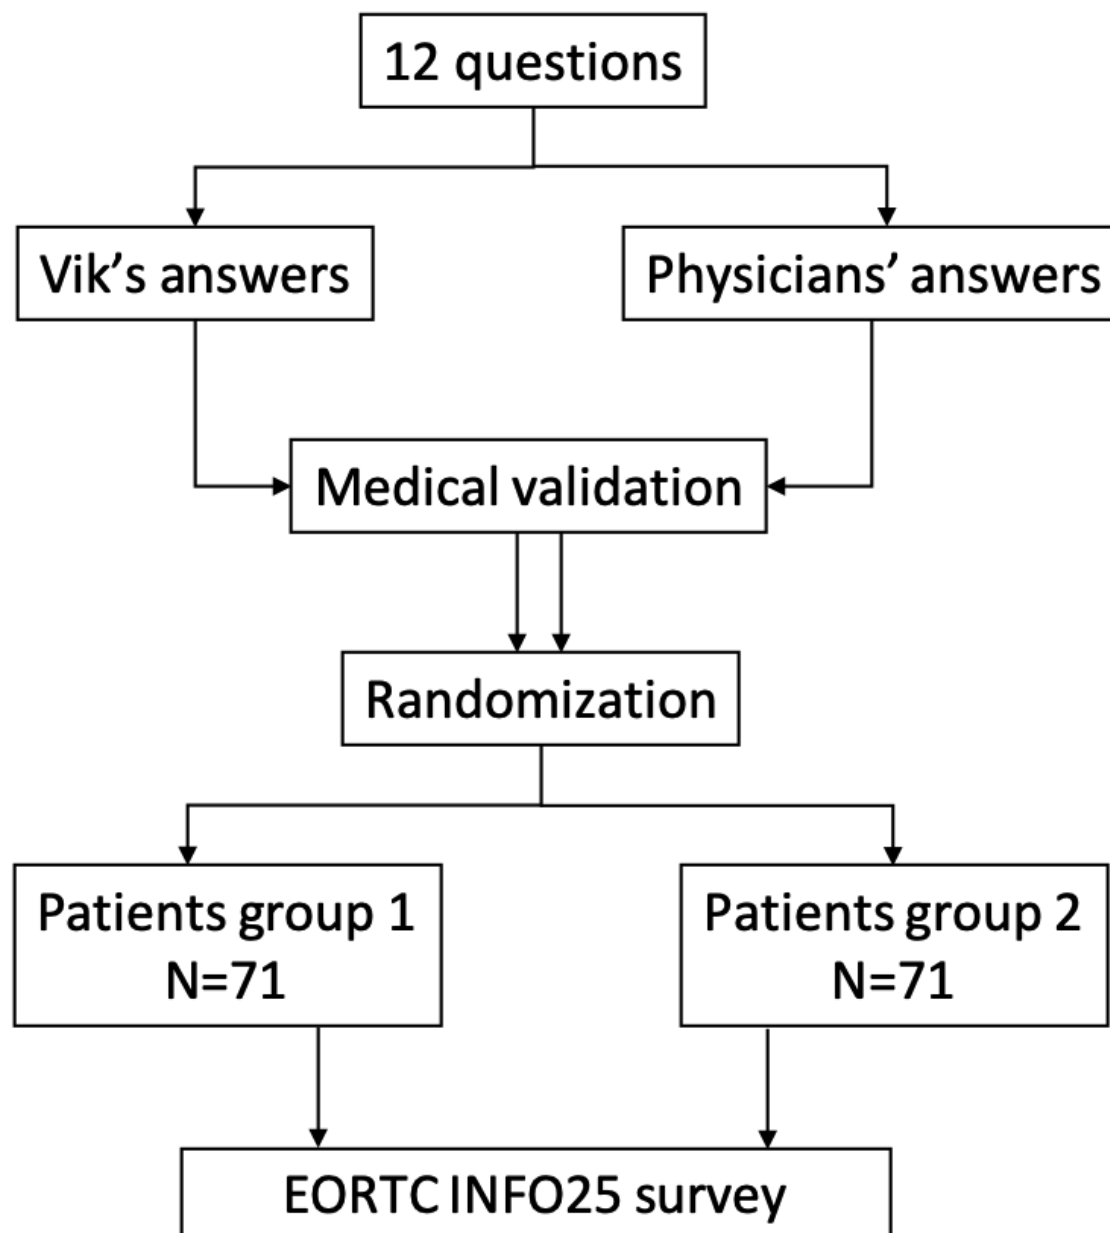 12 questions
Vik’s answers
Physicians’ answers
Medical validation
Randomization
Patients group 1
N=71
Patients group 2
N=71
EORTC INFO25 survey